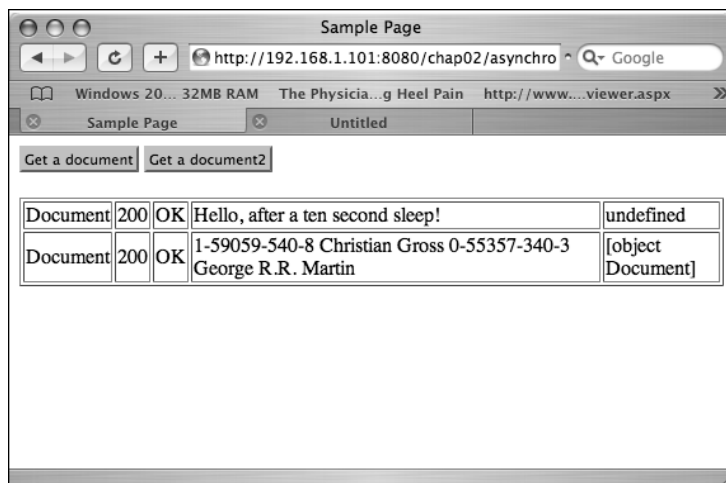 Sample Page
http://192.168.1.101:8080/chap02/asynchro
Google
Windows 20... 32MB RAM The Physicia...g Heel Pain http://www....viewer.aspx
Sample Page Untitled
Get a document Get a document2
Document 200 OK Hello, after a ten second sleep! undefined
Document 200 OK 1-59059-540-8 Christian Gross 0-55357-340-3 [object
George R.R. Martin Document]